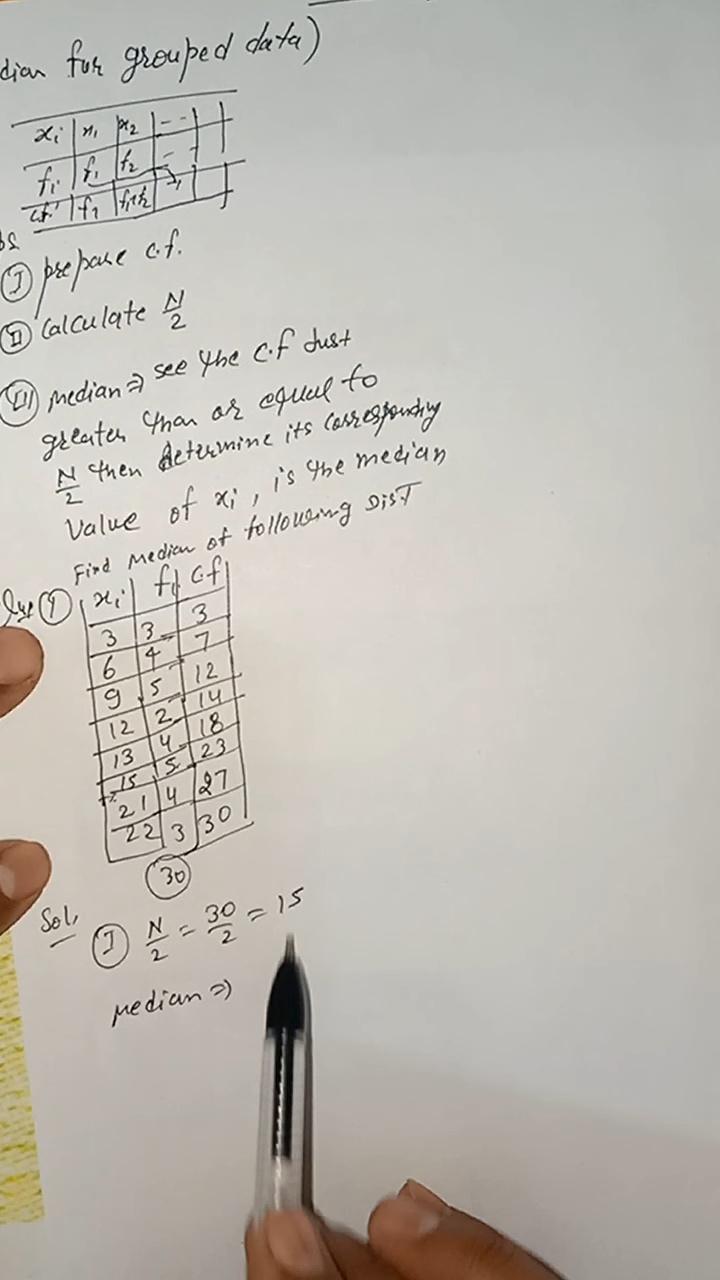 dian for grouped data)
xi x1 x2 --
fi f1 f2 --
cf f1 f1+f2
I prepare c.f.
II calculate N/2
III median ⇒ see the c.f Just
greater than or equal to
N/2 then determine its corresponding
value of xi, is the median
Find Median of following DisT
I xi fi c.f
3 3 3
6 4 7
9 5 12
12 2 14
13 4 18
15 5 23
21 4 27
22 3 30
30
Sol,
I N/2 = 30/2 = 15
Median ⇒